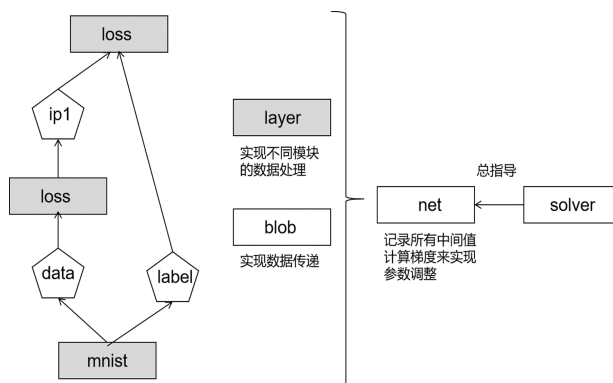 loss
ip1
loss
data
label
mnist
layer
实现不同模块
的数据处理
blob
实现数据传递
总指导
net
solver
记录所有中间值
计算梯度来实现
参数调整